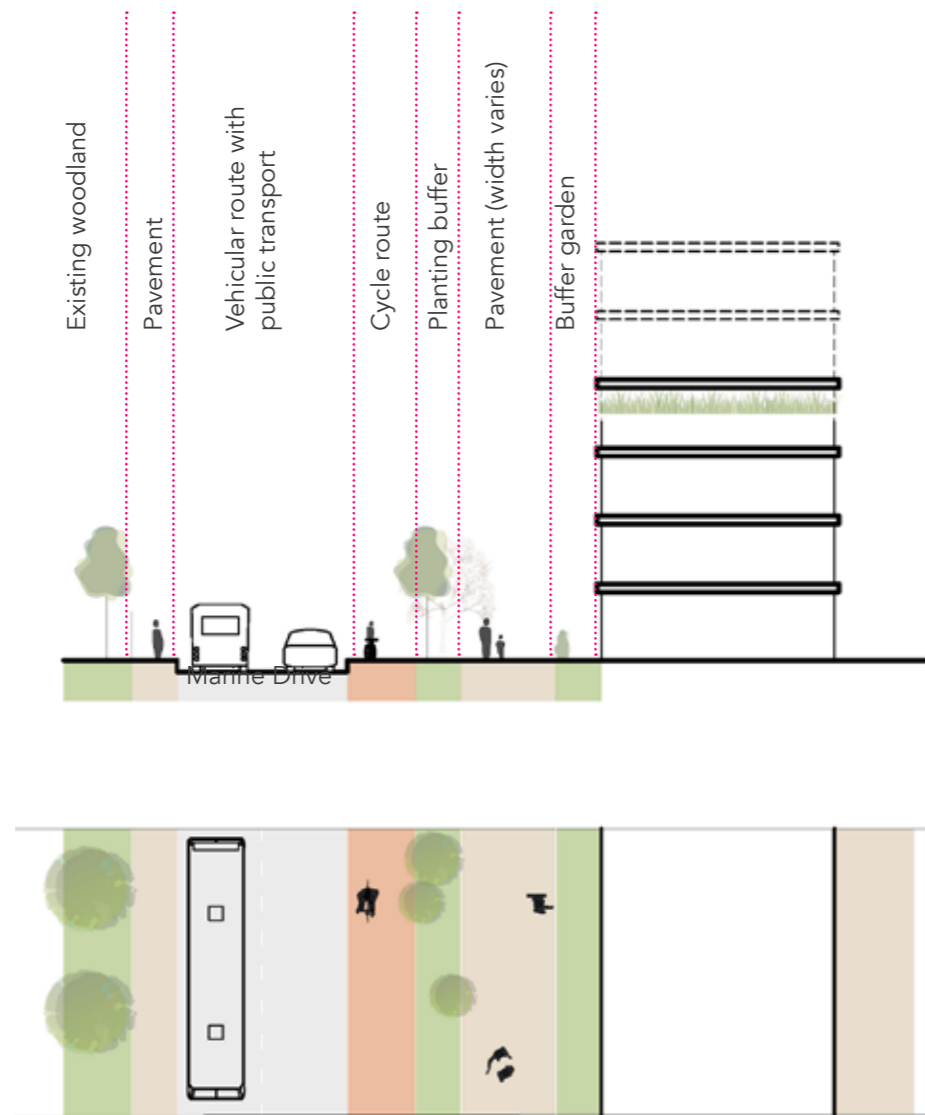 Existing woodland
Pavement
Vehicular route with
public transport
Cycle route
Planting buffer
Pavement (width varies)
Buffer garden
Marine Drive